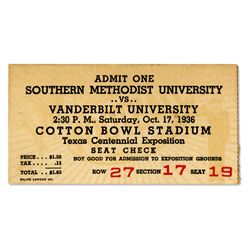 ADMIT ONE
SOUTHERN METHODIST UNIVERSITY
..VS..
VANDERBILT UNIVERSITY
2:30 P. M., Saturday, Oct. 17, 1936
COTTON BOWL STADIUM
Texas Centennial Exposition
SEAT CHECK
PRICE . . . $1.50
NOT GOOD FOR ADMISSION TO EXPOSITION GROUNDS
TAX . . . . .15
TOTAL . . $1.65
ROW 27 SECTION 17 SEAT 19